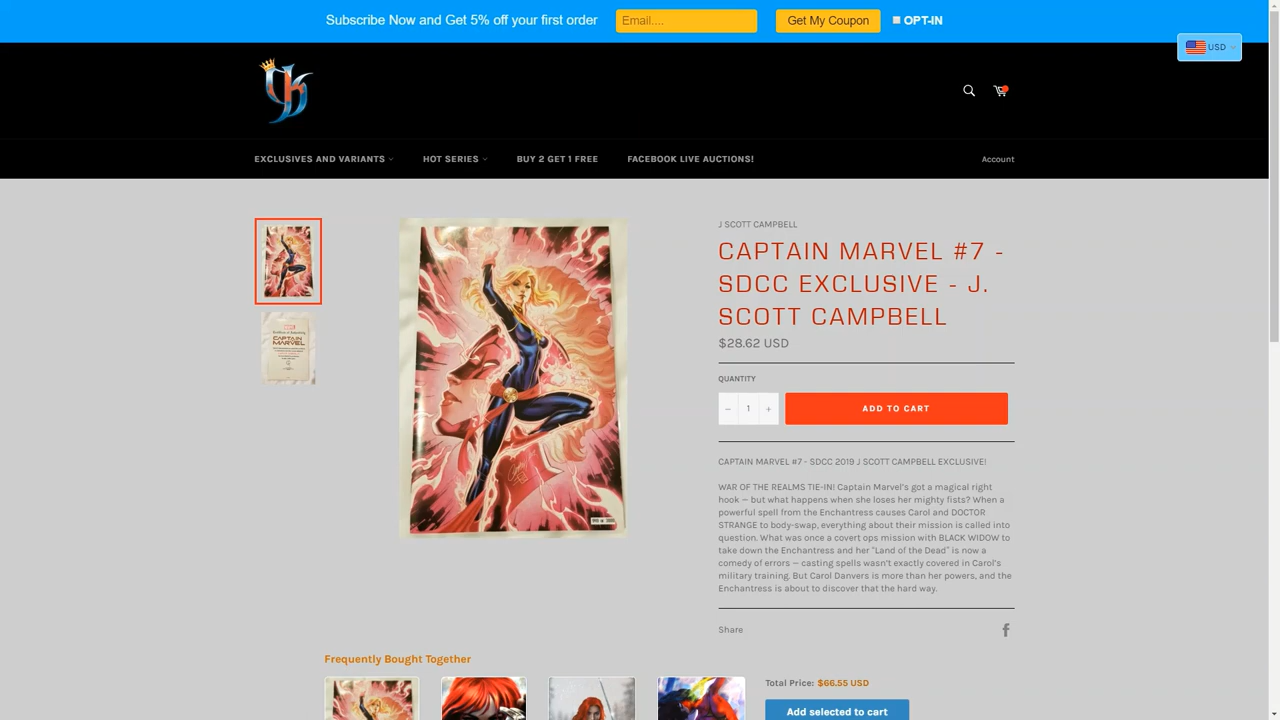 Subscribe Now and Get 5% off your first order
Email....
Get My Coupon
OPT-IN
USD
EXCLUSIVES AND VARIANTS
HOT SERIES
BUY 2 GET 1 FREE
FACEBOOK LIVE AUCTIONS!
Account
J SCOTT CAMPBELL
CAPTAIN MARVEL #7 -
SDCC EXCLUSIVE - J.
SCOTT CAMPBELL
$28.62 USD
QUANTITY
− 1 +
ADD TO CART
CAPTAIN MARVEL #7 - SDCC 2019 J SCOTT CAMPBELL EXCLUSIVE!
WAR OF THE REALMS TIE-IN! Captain Marvel's got a magical right
hook — but what happens when she loses her mighty fists? When a
powerful spell from the Enchantress causes Carol and DOCTOR
STRANGE to body-swap, everything about their mission is called into
question. What was once a covert ops mission with BLACK WIDOW to
take down the Enchantress and her "Land of the Dead" is now a
comedy of errors — casting spells wasn't exactly covered in Carol's
military training. But Carol Danvers is more than her powers, and the
Enchantress is about to discover that the hard way.
Share
Frequently Bought Together
Total Price: $66.55 USD
Add selected to cart
MARVEL
CAPTAIN
MARVEL